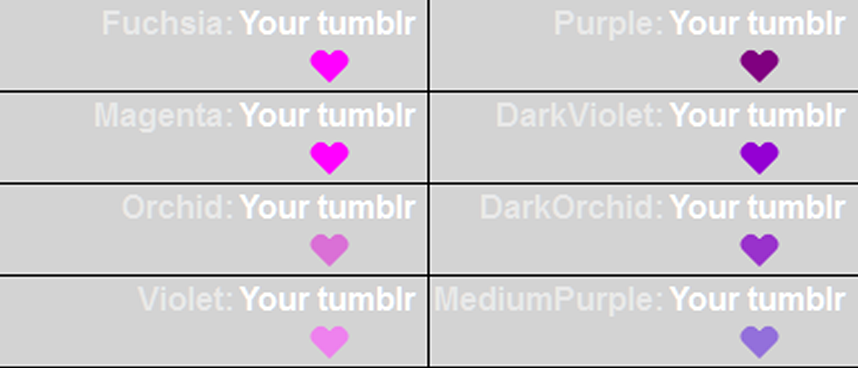 Fuchsia: Your tumblr
Purple: Your tumblr
Magenta: Your tumblr
DarkViolet: Your tumblr
Orchid: Your tumblr
DarkOrchid: Your tumblr
Violet: Your tumblr
MediumPurple: Your tumblr